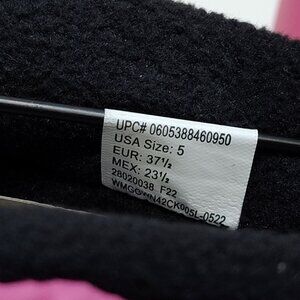 UPC# 0605388460950
USA Size: 5
EUR: 37½
MEX: 23½
28020038 F22